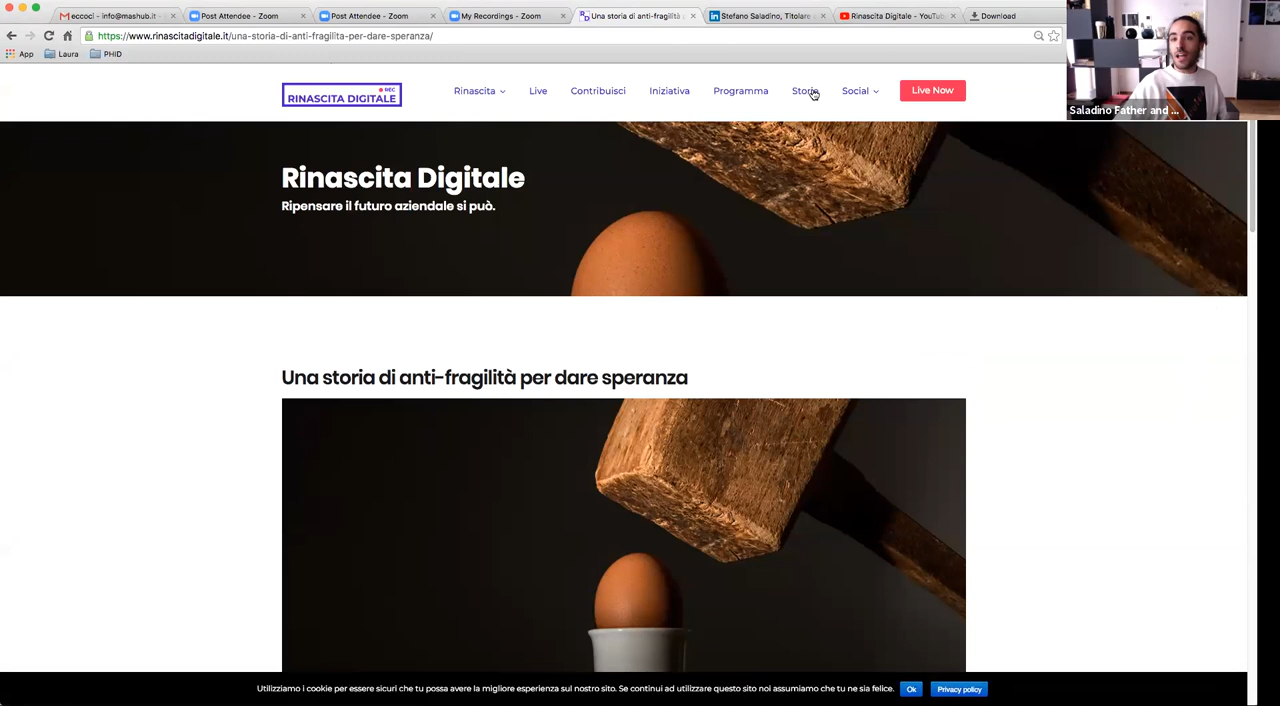 eccoci - info@mashub.it -
Post Attendee - Zoom
Post Attendee - Zoom
My Recordings - Zoom
Una storia di anti-fragilità
Stefano Saladino, Titolare
Rinascita Digitale - YouTu
Download
https://www.rinascitadigitale.it/una-storia-di-anti-fragilita-per-dare-speranza/
App
Laura
PHID
REC
RINASCITA DIGITALE
Rinascita
Live
Contribuisci
Iniziativa
Programma
Social
Live Now
Saladino Father and ...
Rinascita Digitale
Ripensare il futuro aziendale si può.
Una storia di anti-fragilità per dare speranza
Utilizziamo i cookie per essere sicuri che tu possa avere la migliore esperienza sul nostro sito. Se continui ad utilizzare questo sito noi assumiamo che tu ne sia felice.
Ok
Privacy policy